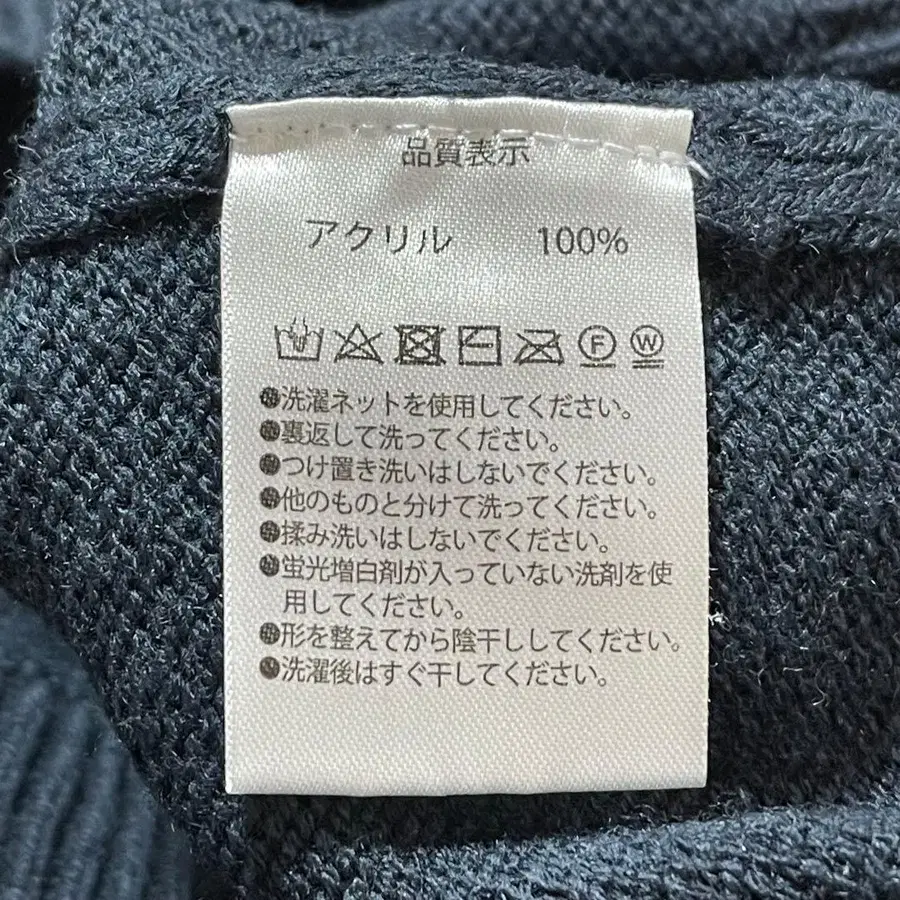 品質表示
アクリル 100%
F W
●洗濯ネットを使用してください。
●裏返して洗ってください。
●つけ置き洗いはしないでください。
●他のものと分けて洗ってください。
●揉み洗いはしないでください。
●蛍光増白剤が入っていない洗剤を使
用してください。
●形を整えてから陰干ししてください。
●洗濯後はすぐ干してください。